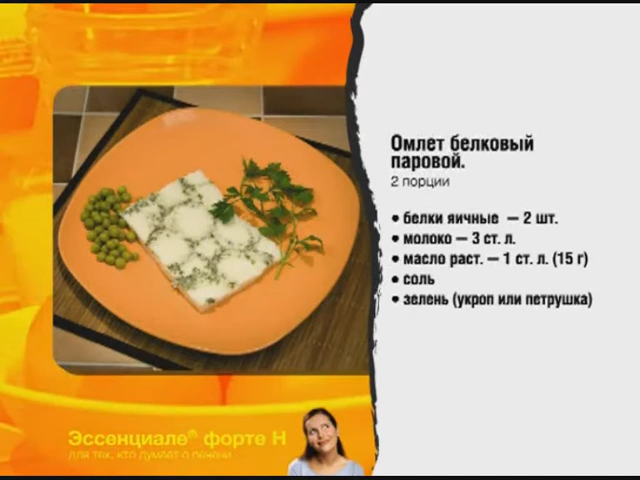 Омлет белковый
паровой.
2 порции
• белки яичные – 2 шт.
• молоко – 3 ст. л.
• масло раст. – 1 ст. л. (15 г)
• соль
• зелень (укроп или петрушка)
Эссенциале® форте Н
для тех, кто думает о печени